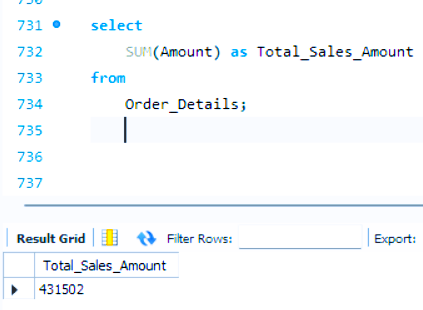 731 select
732 SUM(Amount) as Total_Sales_Amount
733 from
734 Order_Details;
735
736
737
Result Grid Filter Rows: Export:
Total_Sales_Amount
431502